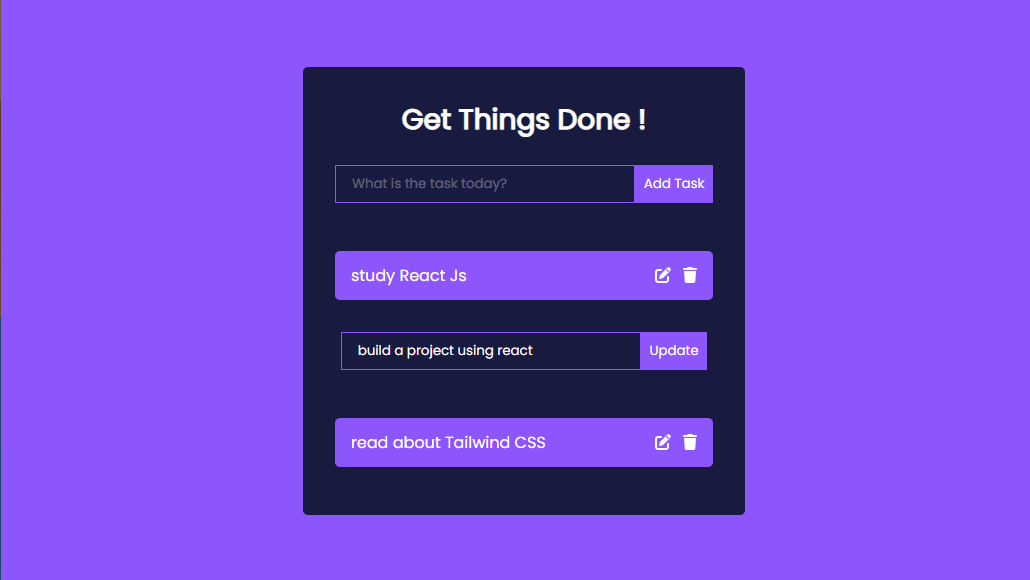 Get Things Done !
What is the task today?
Add Task
study React Js
build a project using react
Update
read about Tailwind CSS